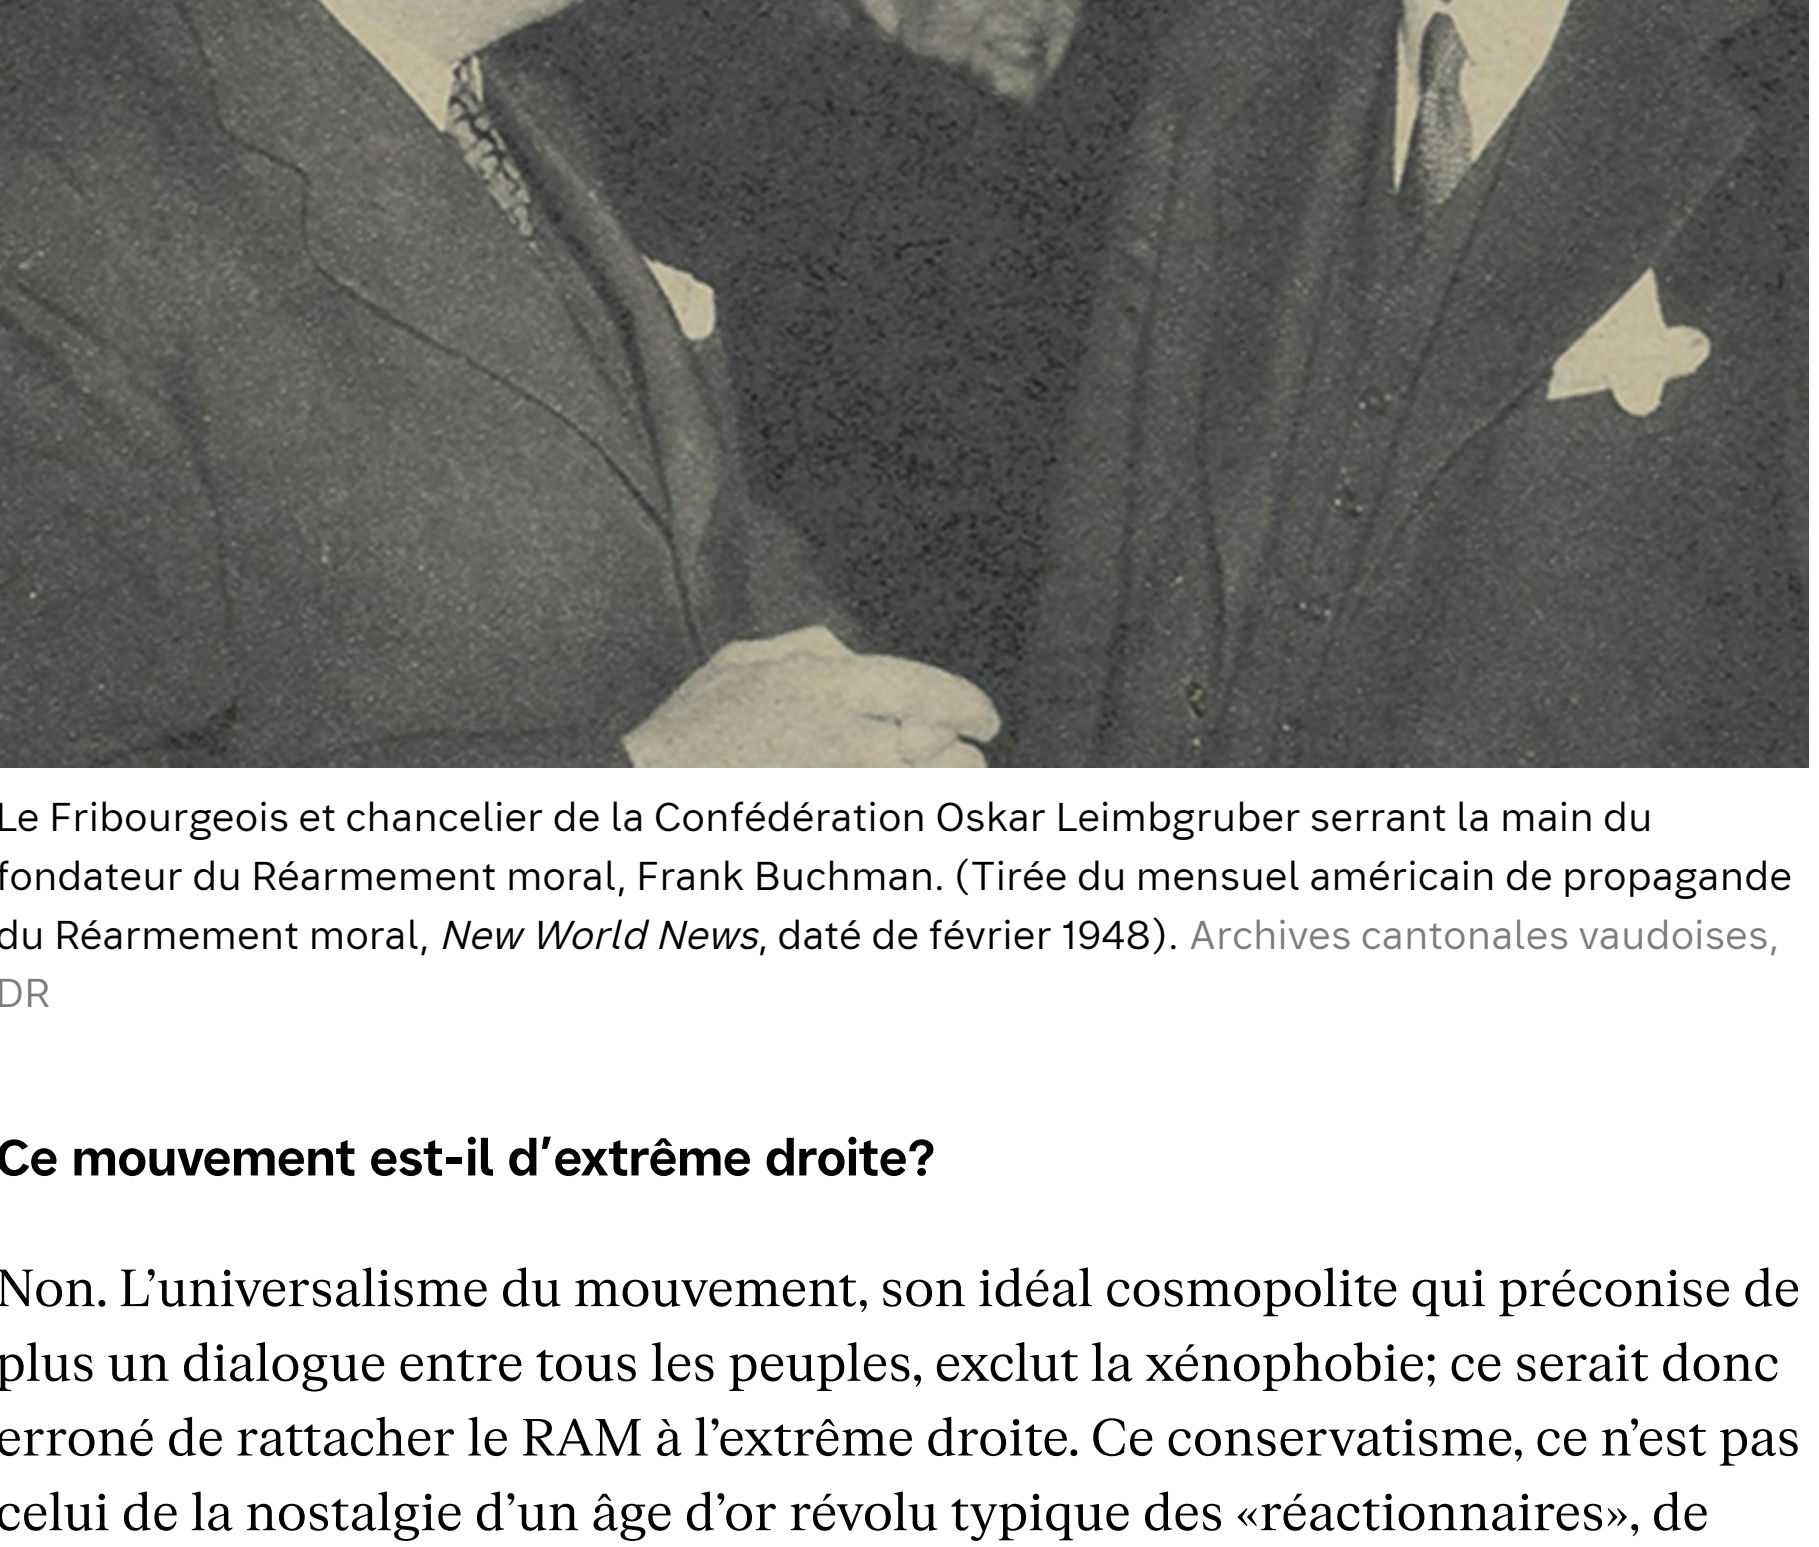 Le Fribourgeois et chancelier de la Confédération Oskar Leimbgruber serrant la main du
fondateur du Réarmement moral, Frank Buchman. (Tirée du mensuel américain de propagande
du Réarmement moral, New World News, daté de février 1948). Archives cantonales vaudoises,
DR
Ce mouvement est-il d’extrême droite?
Non. L’universalisme du mouvement, son idéal cosmopolite qui préconise de
plus un dialogue entre tous les peuples, exclut la xénophobie; ce serait donc
erroné de rattacher le RAM à l’extrême droite. Ce conservatisme, ce n’est pas
celui de la nostalgie d’un âge d’or révolu typique des «réactionnaires», de